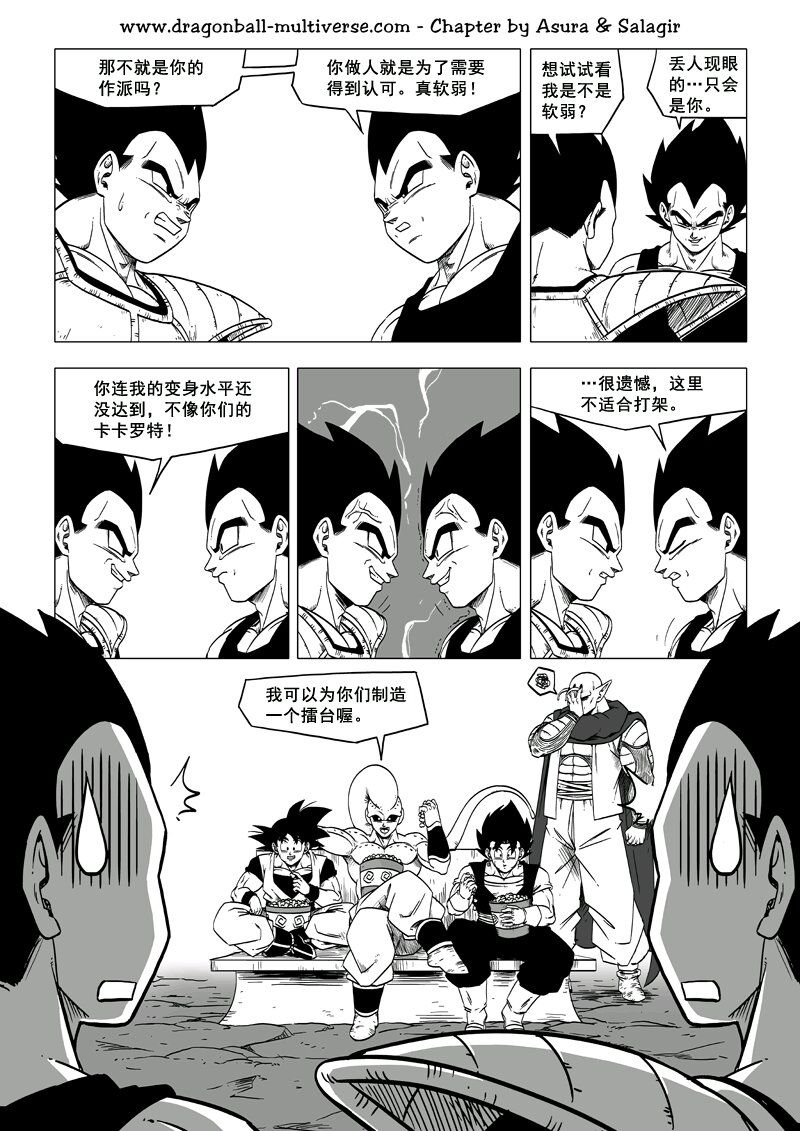 www.dragonball-multiverse.com - Chapter by Asura & Salagir
那不就是你的
作派吗？
你做人就是为了需要
得到认可。真软弱！
想试试看
我是不是
软弱？
丢人现眼
的…只会
是你。
你连我的变身水平还
没达到，不像你们的
卡卡罗特！
…很遗憾，这里
不适合打架。
我可以为你们制造
一个擂台喔。